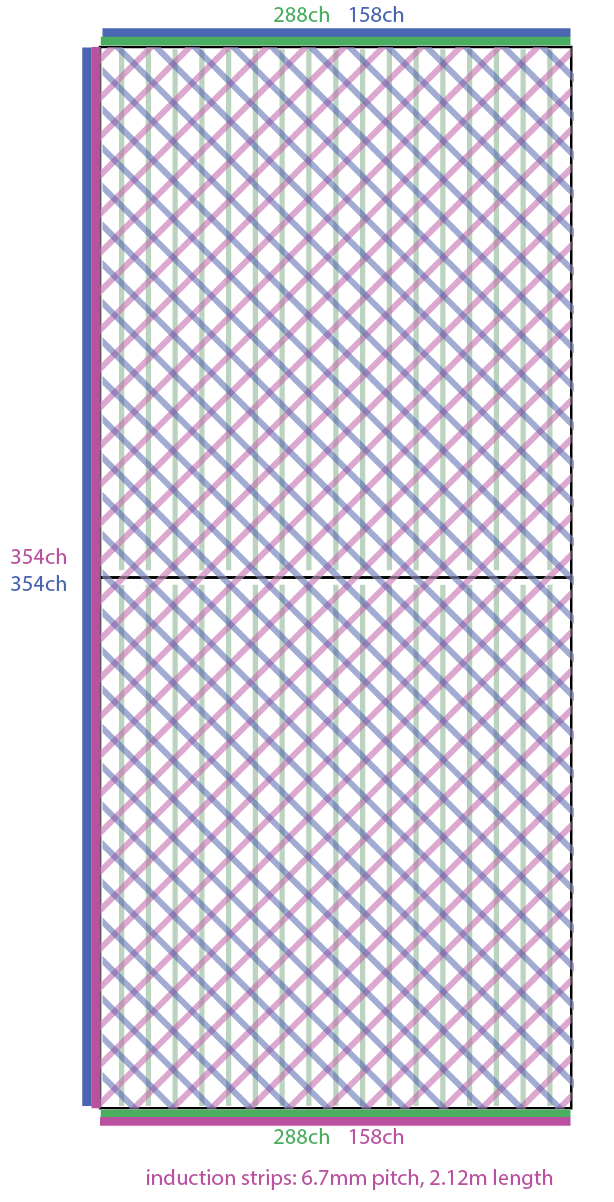 288ch 158ch
354ch
354ch
288ch 158ch
induction strips: 6.7mm pitch, 2.12m length